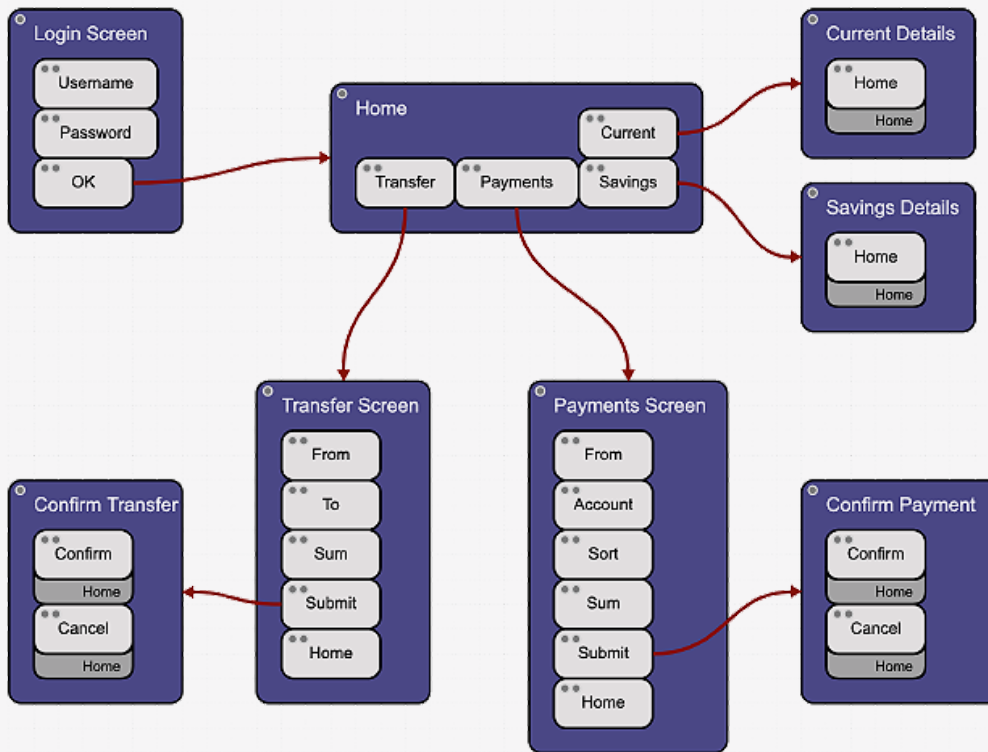 Login Screen
Username
Password
OK
Home
Current
Transfer
Payments
Savings
Current Details
Home
Home
Savings Details
Home
Home
Transfer Screen
From
To
Sum
Submit
Home
Payments Screen
From
Account
Sort
Sum
Submit
Home
Confirm Transfer
Confirm
Home
Cancel
Home
Confirm Payment
Confirm
Home
Cancel
Home